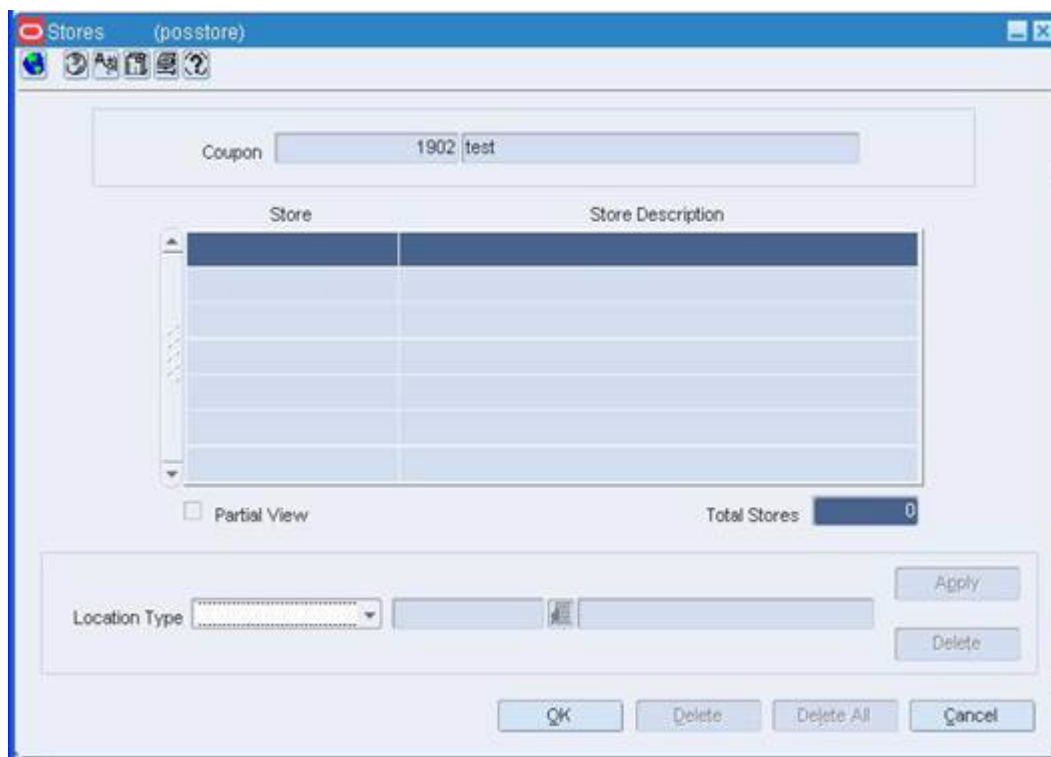 Stores (posstore)
Coupon 1902 test
Store Store Description
Partial View Total Stores 0
Apply
Location Type
Delete
OK Delete Delete All Cancel